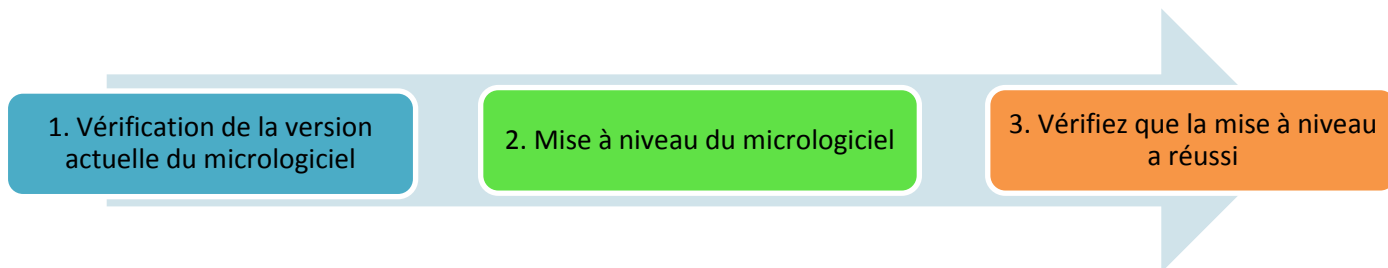 1. Vérification de la version
actuelle du micrologiciel
2. Mise à niveau du micrologiciel
3. Vérifiez que la mise à niveau
a réussi